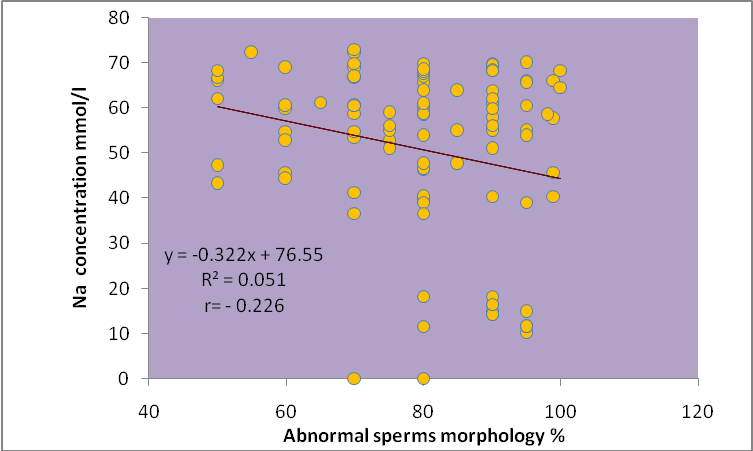 80
70
60
50
40
30
20
10
0
Na concentration mmol/l
y = -0.322x + 76.55
R² = 0.051
r= - 0.226
40 60 80 100 120
Abnormal sperms morphology %